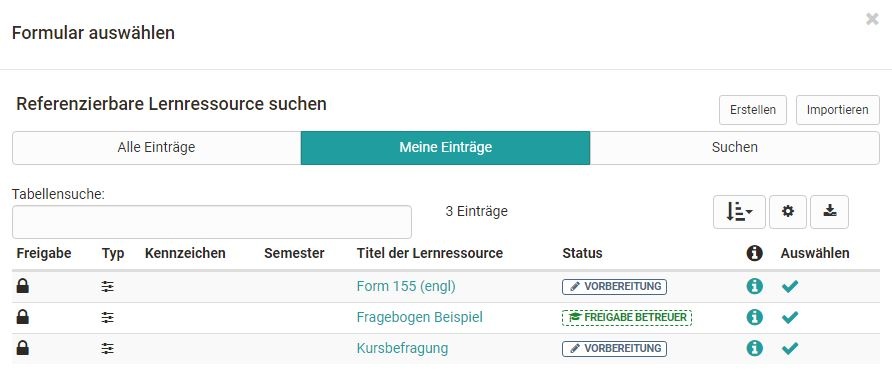 Formular auswählen
Referenzierbare Lernressource suchen
Erstellen Importieren
Alle Einträge Meine Einträge Suchen
Tabellensuche:
3 Einträge
Freigabe Typ Kennzeichen Semester Titel der Lernressource Status Auswählen
Form 155 (engl) VORBEREITUNG
Fragebogen Beispiel FREIGABE BETREUER
Kursbefragung VORBEREITUNG